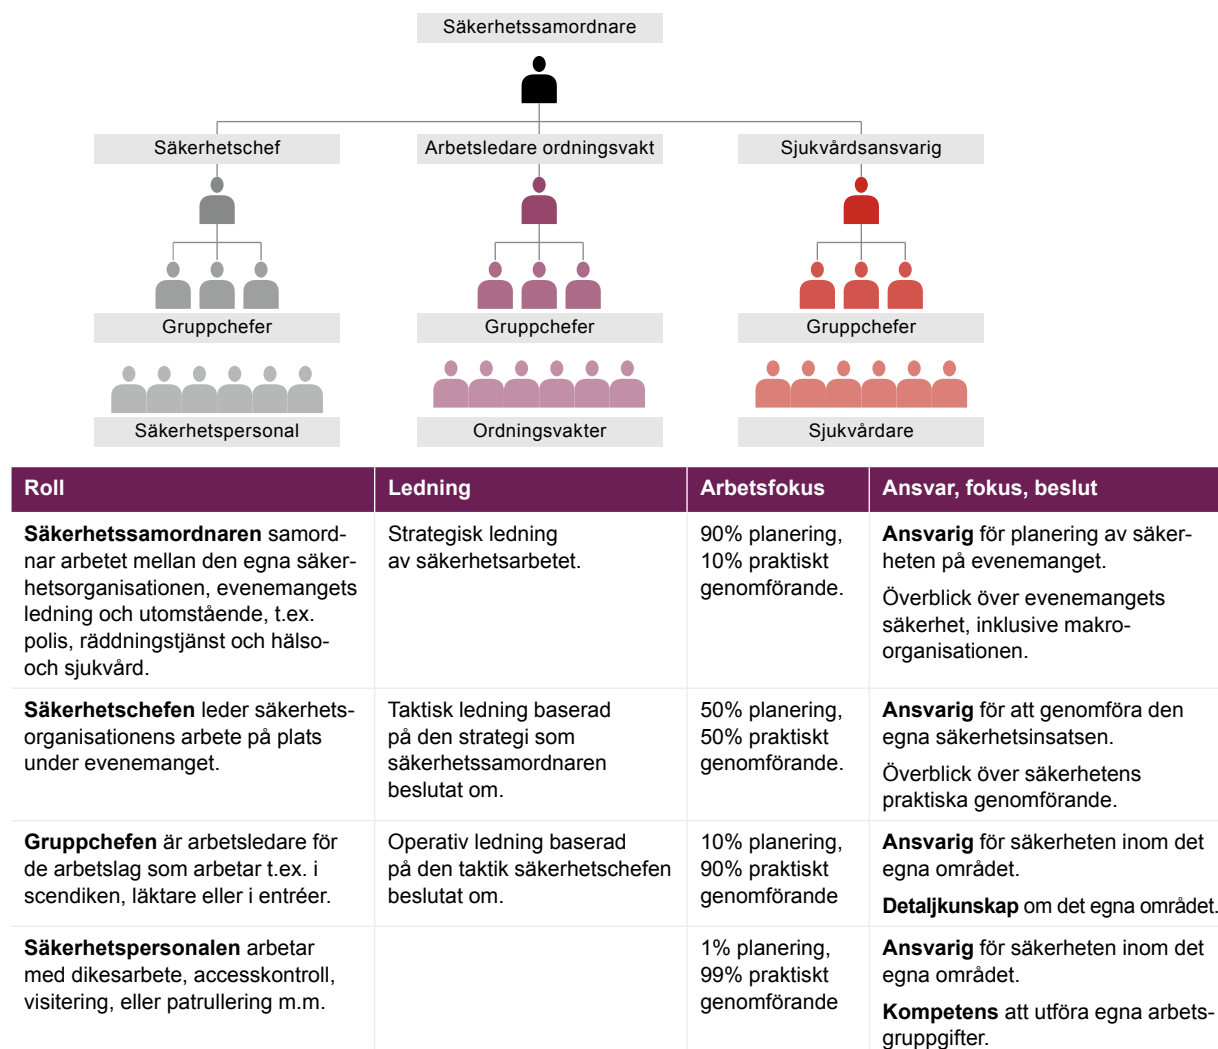 Säkerhetssamordnare
Säkerhetschef
Arbetsledare ordningsvakt
Sjukvårdsansvarig
Gruppchefer
Gruppchefer
Gruppchefer
Säkerhetspersonal
Ordningsvakter
Sjukvårdare
Roll
Ledning
Arbetsfokus
Ansvar, fokus, beslut
Säkerhetssamordnaren samord-
nar arbetet mellan den egna säker-
hetsorganisationen, evenemangets
ledning och utomstående, t.ex.
polis, räddningstjänst och hälso-
och sjukvård.
Strategisk ledning
av säkerhetsarbetet.
90% planering,
10% praktiskt
genomförande.
Ansvarig för planering av säker-
heten på evenemanget.
Överblick över evenemangets
säkerhet, inklusive makro-
organisationen.
Säkerhetschefen leder säkerhets-
organisationens arbete på plats
under evenemanget.
Taktisk ledning baserad
på den strategi som
säkerhetssamordnaren
beslutat om.
50% planering,
50% praktiskt
genomförande.
Ansvarig för att genomföra den
egna säkerhetsinsatsen.
Överblick över säkerhetens
praktiska genomförande.
Gruppchefen är arbetsledare för
de arbetslag som arbetar t.ex. i
scendiken, läktare eller i entréer.
Operativ ledning baserad
på den taktik säkerhetschefen
beslutat om.
10% planering,
90% praktiskt
genomförande
Ansvarig för säkerheten inom det
egna området.
Detaljkunskap om det egna området.
Säkerhetspersonalen arbetar
med dikesarbete, accesskontroll,
visitering, eller patrullering m.m.
1% planering,
99% praktiskt
genomförande
Ansvarig för säkerheten inom det
egna området.
Kompetens att utföra egna arbets-
gruppgifter.